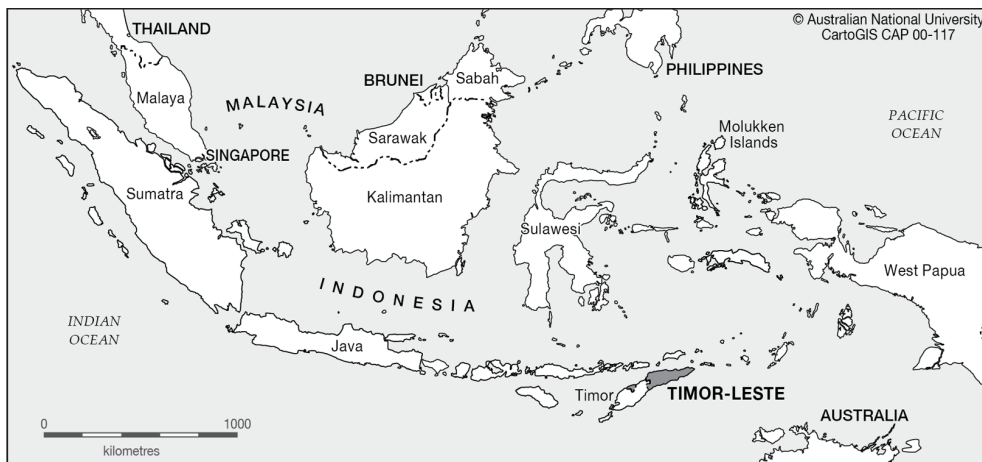 © Australian National University
CartoGIS CAP 00-117
THAILAND
Malaya
MALAYSIA
BRUNEI
Sabah
PHILIPPINES
PACIFIC
OCEAN
Molukken
Islands
SINGAPORE
Sarawak
Sumatra
Kalimantan
Sulawesi
West Papua
INDONESIA
INDIAN
OCEAN
Java
Timor
TIMOR-LESTE
AUSTRALIA
0
1000
kilometres